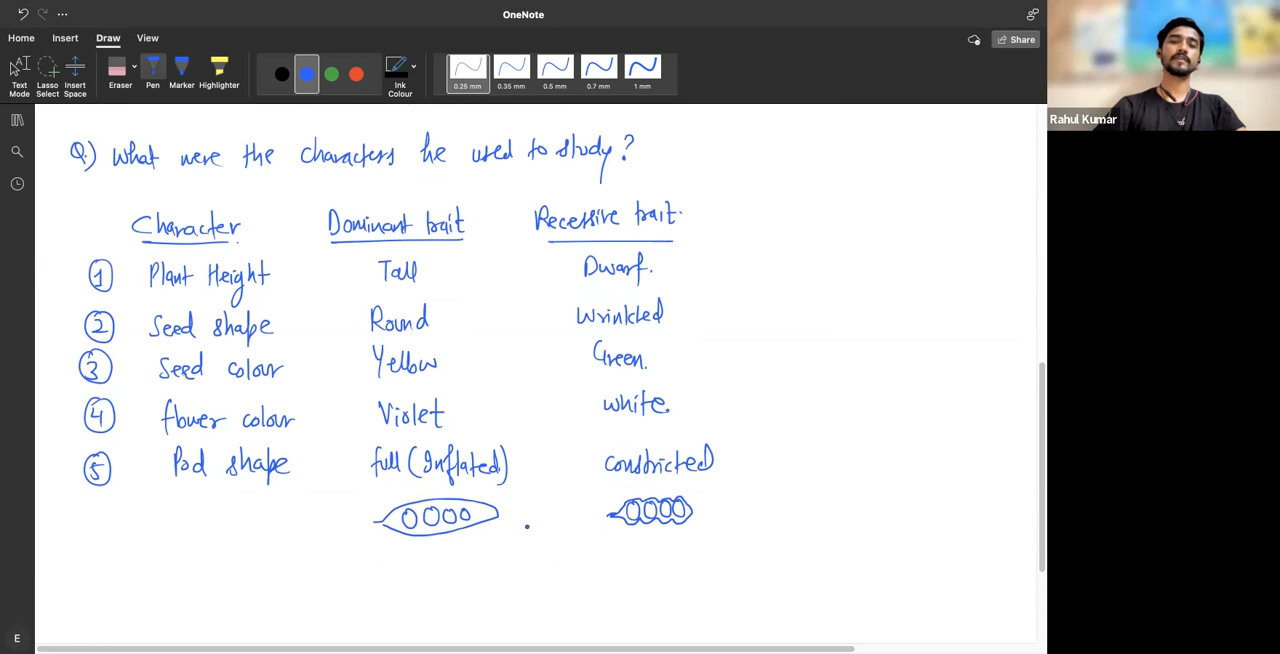 OneNote
Home Insert Draw View
Share
Text Mode Lasso Select Insert Space Eraser Pen Marker Highlighter Ink Colour 0.25 mm 0.35 mm 0.5 mm 0.7 mm 1 mm
Rahul Kumar
Q.) What were the characters he used to study?
Character Dominant trait Recessive trait.
1 Plant Height Tall Dwarf.
2 Seed shape Round Wrinkled
3 Seed colour Yellow Green.
4 flower colour Violet white.
5 Pod shape full (Inflated) constricted
E